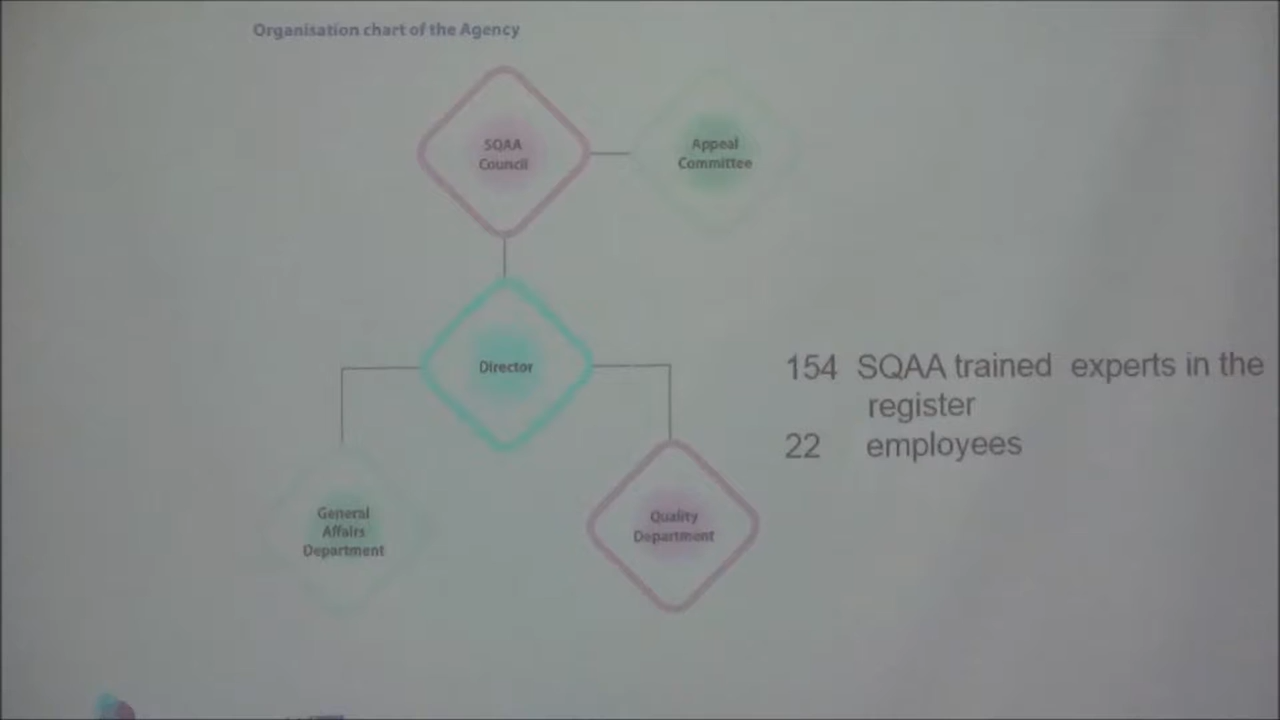 Organisation chart of the Agency
SQAA
Council
Appeal
Committee
Director
154 SQAA trained experts in the
register
22 employees
General
Affairs
Department
Quality
Department